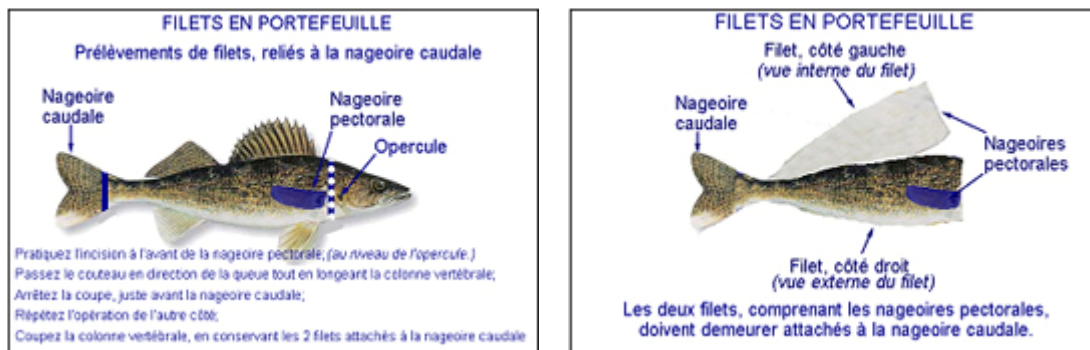 FILETS EN PORTEFEUILLE
Prélèvements de filets, reliés à la nageoire caudale
Nageoire
caudale
Nageoire
pectorale
Opercule
Pratiquez l'incision à l'avant de la nageoire pectorale; (au niveau de l'opercule.)
Passez le couteau en direction de la queue tout en longeant la colonne vertébrale;
Arrêtez la coupe, juste avant la nageoire caudale;
Répétez l'opération de l'autre côté;
Coupez la colonne vertébrale, en conservant les 2 filets attachés à la nageoire caudale
FILETS EN PORTEFEUILLE
Filet, côté gauche
(vue interne du filet)
Nageoire
caudale
Nageoires
pectorales
Filet, côté droit
(vue externe du filet)
Les deux filets, comprenant les nageoires pectorales,
doivent demeurer attachés à la nageoire caudale.